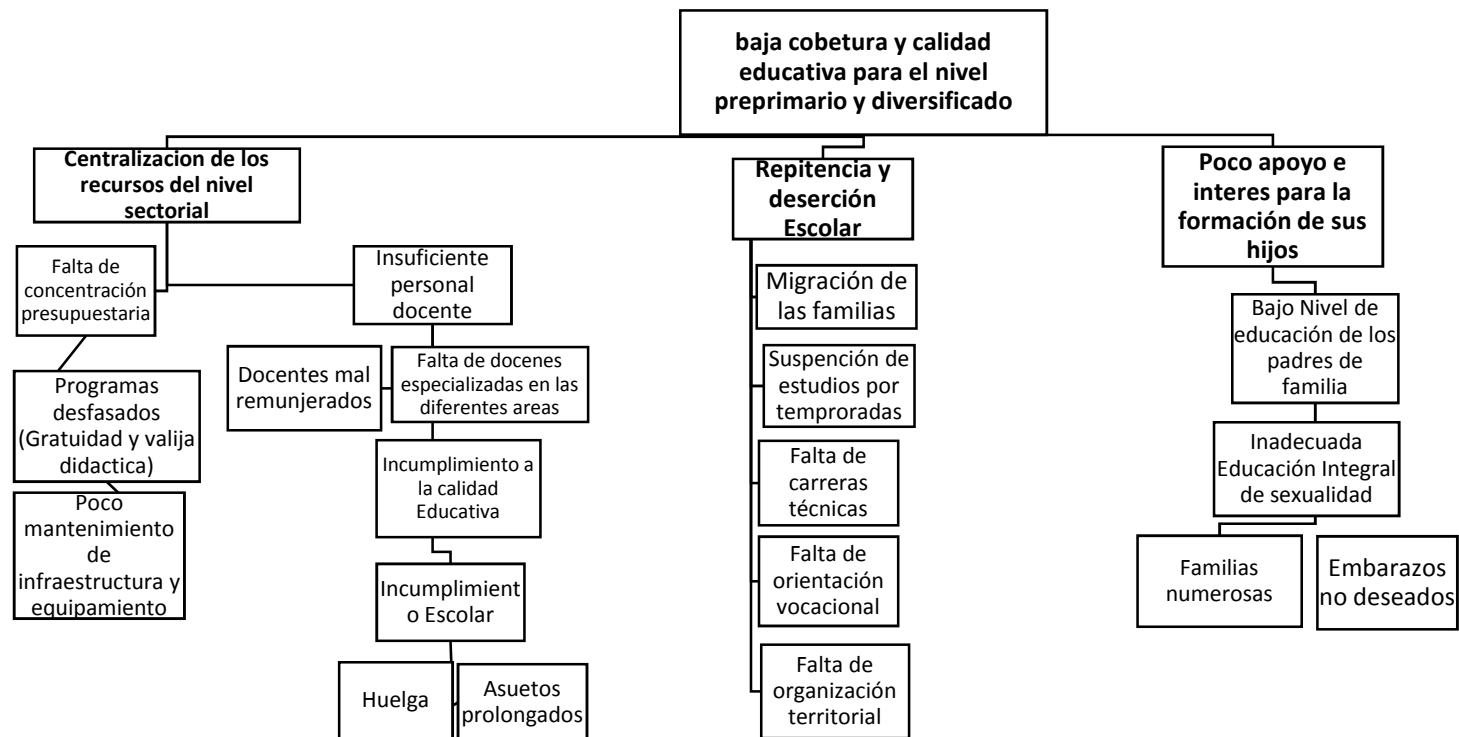 baja cobetura y calidad
educativa para el nivel
preprimario y diversificado
Centralizacion de los
recursos del nivel
sectorial
Falta de
concentración
presupuestaria
Programas
desfasados
(Gratuidad y valija
didactica)
Poco
mantenimiento
de
infraestructura y
equipamiento
Insuficiente
personal
docente
Docentes mal
remunjerados
Falta de docenes
especializadas en las
diferentes areas
Incumplimiento a
la calidad
Educativa
Incumplimient
o Escolar
Huelga
Asuetos
prolongados
Repitencia y
deserción
Escolar
Migración de
las familias
Suspención de
estudios por
temproradas
Falta de
carreras
técnicas
Falta de
orientación
vocacional
Falta de
organización
territorial
Poco apoyo e
interes para la
formación de sus
hijos
Bajo Nivel de
educación de los
padres de
familia
Inadecuada
Educación Integral
de sexualidad
Familias
numerosas
Embarazos
no deseados